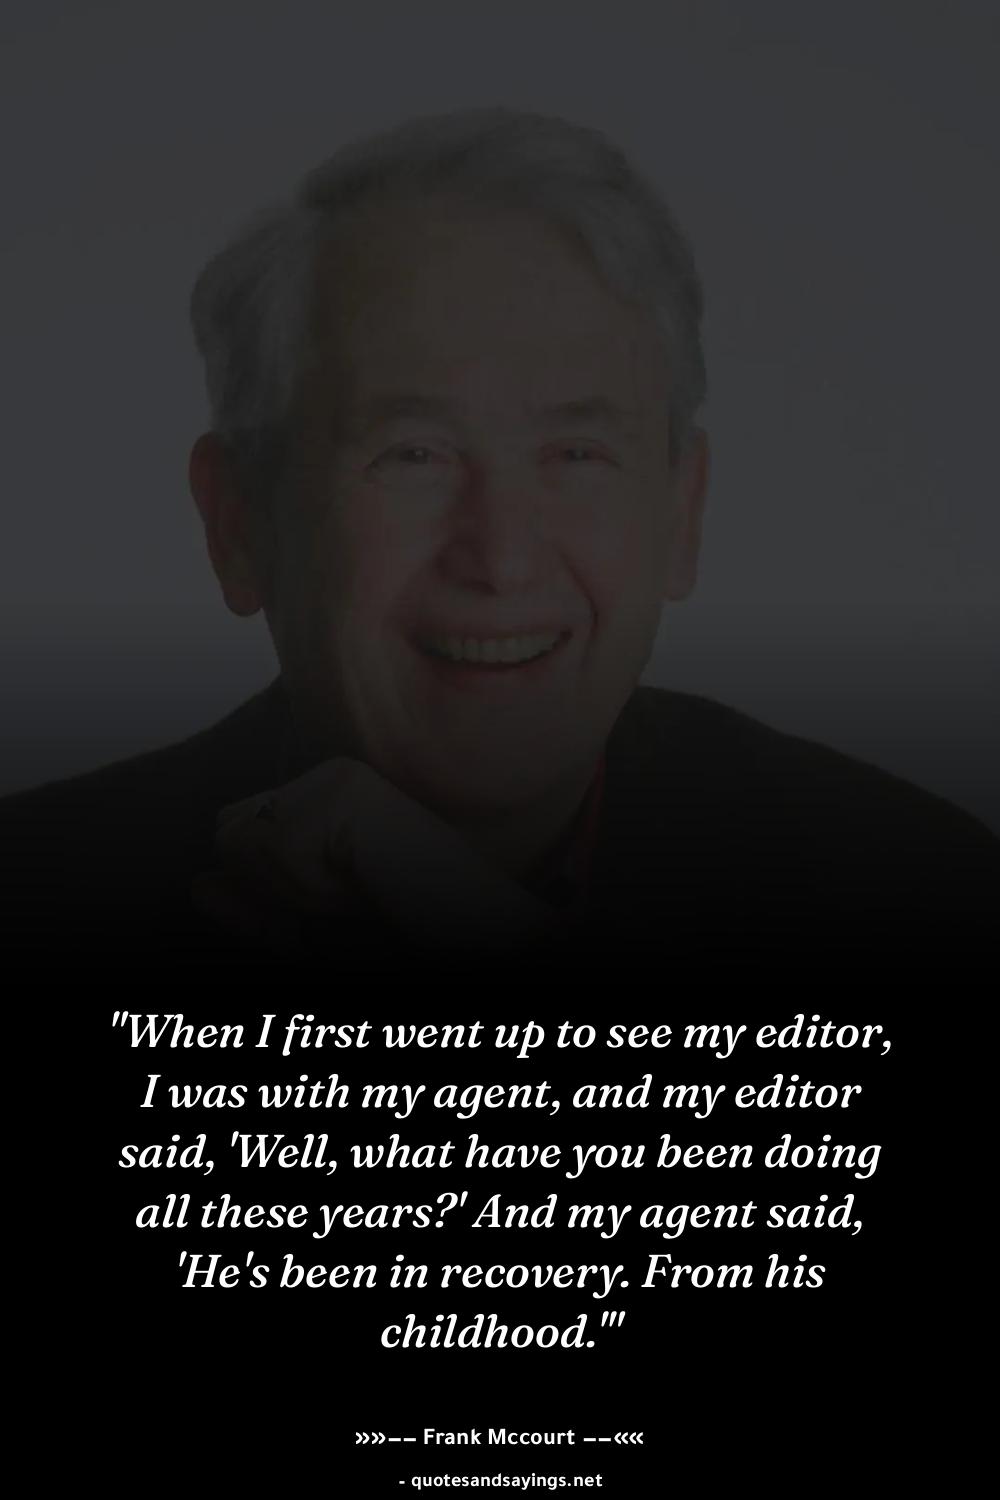 "When I first went up to see my editor,
I was with my agent, and my editor
said, 'Well, what have you been doing
all these years?' And my agent said,
'He's been in recovery. From his
childhood.'"
»»–– Frank Mccourt ––««
- quotesandsayings.net